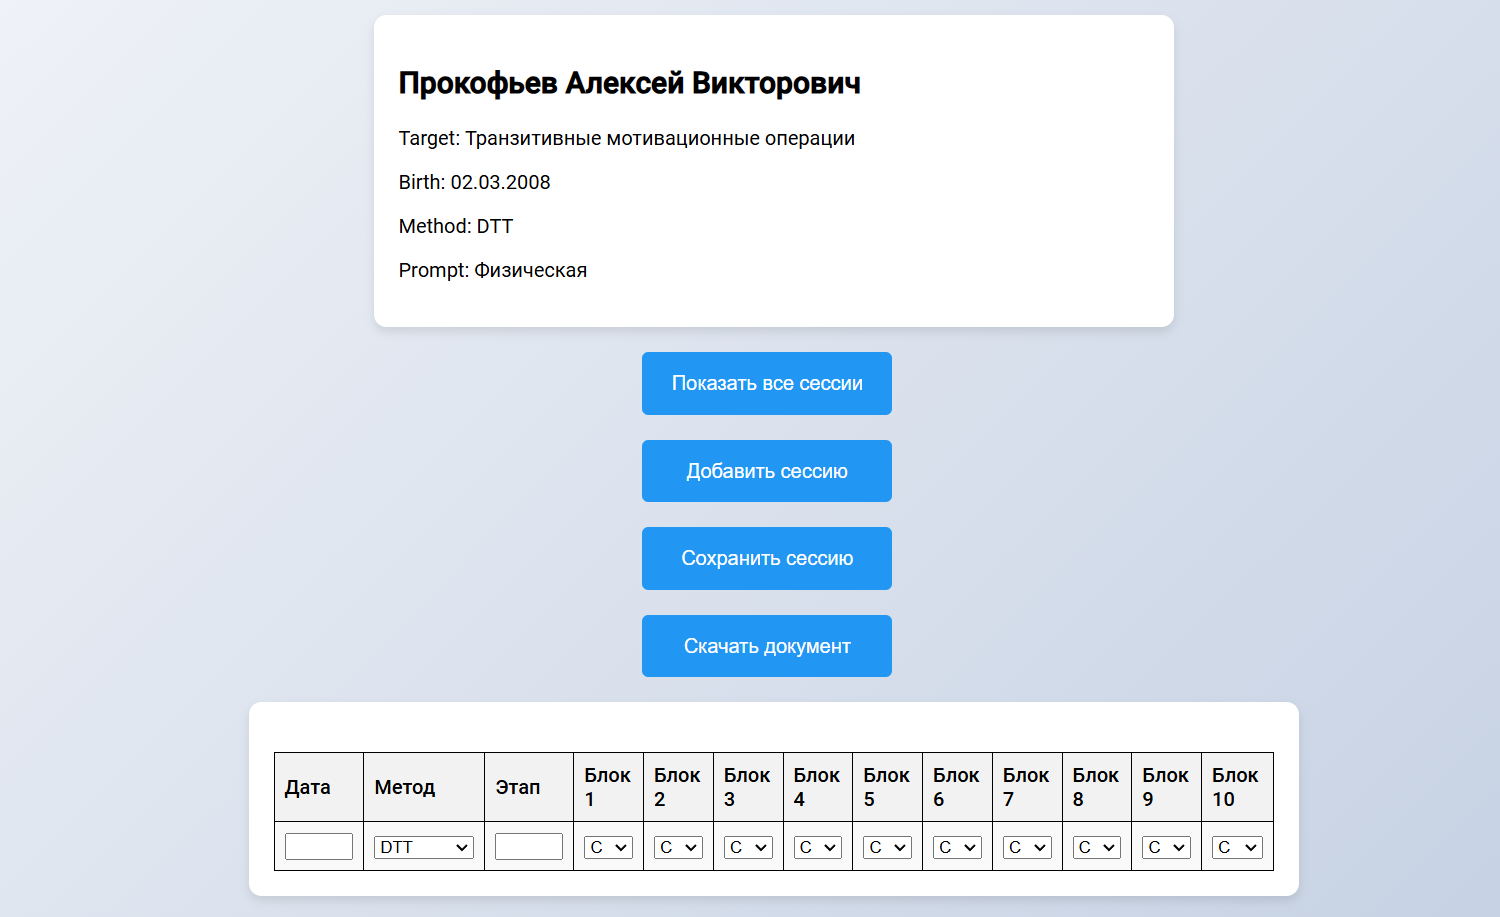 Прокофьев Алексей Викторович
Target: Транзитивные мотивационные операции
Birth: 02.03.2008
Method: DTT
Prompt: Физическая
Показать все сессии
Добавить сессию
Сохранить сессию
Скачать документ
Дата Метод Этап Блок 1 Блок 2 Блок 3 Блок 4 Блок 5 Блок 6 Блок 7 Блок 8 Блок 9 Блок 10
DTT С С С С С С С С С С